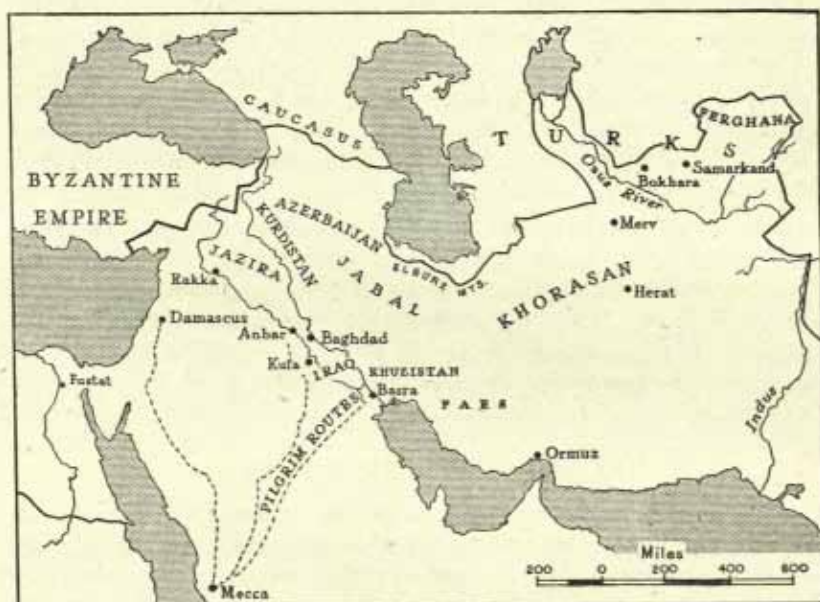 CAUCASUS
TURKS
FERGHANA
BYZANTINE
EMPIRE
Oxus River
Bokhara
Samarkand
Merv
AZERBAIJAN
KURDISTAN
JAZIRA
JABAL
ELBURZ MTS.
Rakka
KHORASAN
Herat
Damascus
Anbar
Baghdad
Kufa
IRAQ
KHUZISTAN
Fustat
Basra
FARS
Indus
PILGRIM ROUTES
Ormuz
Mecca
Miles
200 0 200 400 600